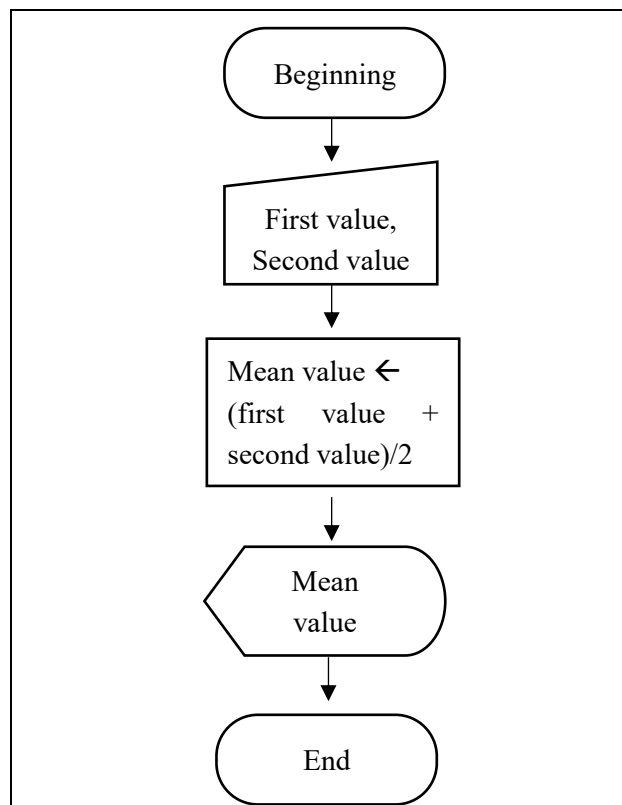 Beginning
First value,
Second value
Mean value ←
(first value +
second value)/2
Mean
value
End